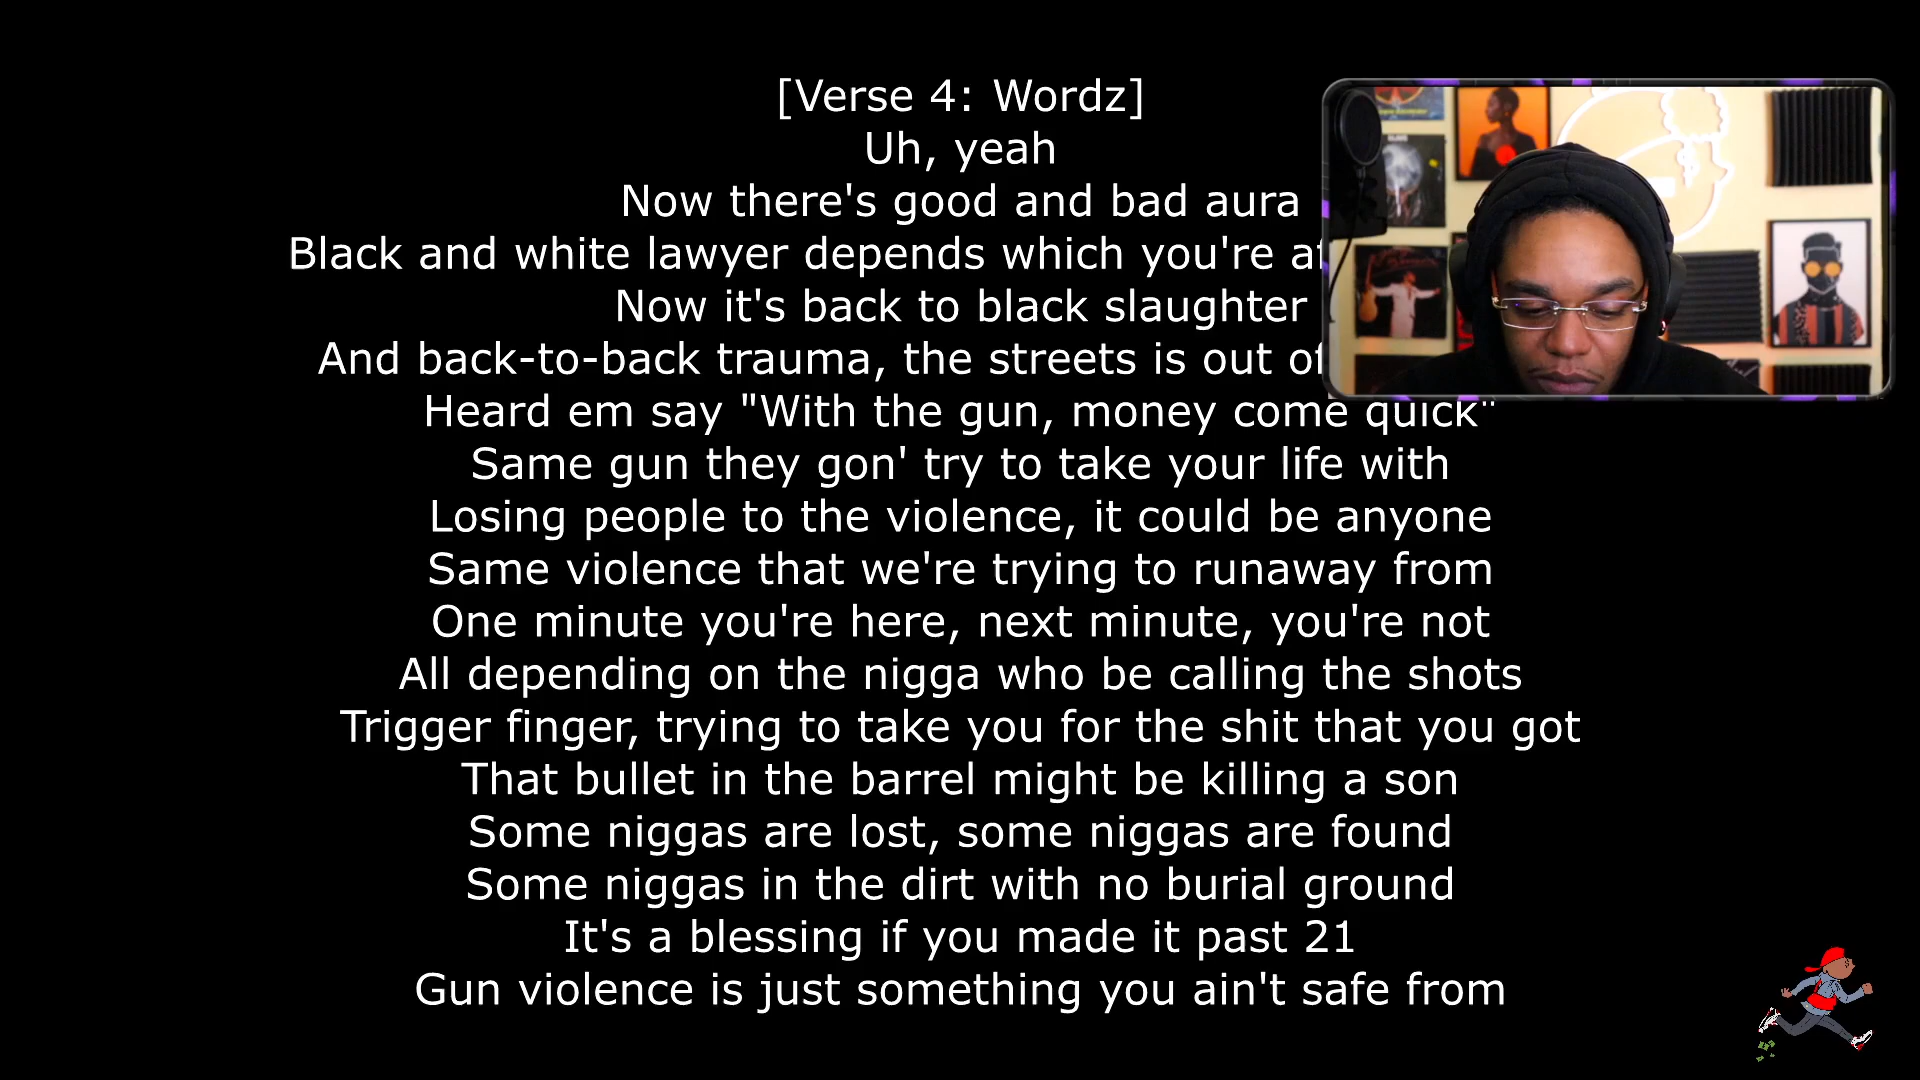 [Verse 4: Wordz]
Uh, yeah
Now there's good and bad aura
Black and white lawyer depends which you're
Now it's back to black slaughter
And back-to-back trauma, the streets is out of
Heard em say "With the gun, money come quick"
Same gun they gon' try to take your life with
Losing people to the violence, it could be anyone
Same violence that we're trying to runaway from
One minute you're here, next minute, you're not
All depending on the nigga who be calling the shots
Trigger finger, trying to take you for the shit that you got
That bullet in the barrel might be killing a son
Some niggas are lost, some niggas are found
Some niggas in the dirt with no burial ground
It's a blessing if you made it past 21
Gun violence is just something you ain't safe from